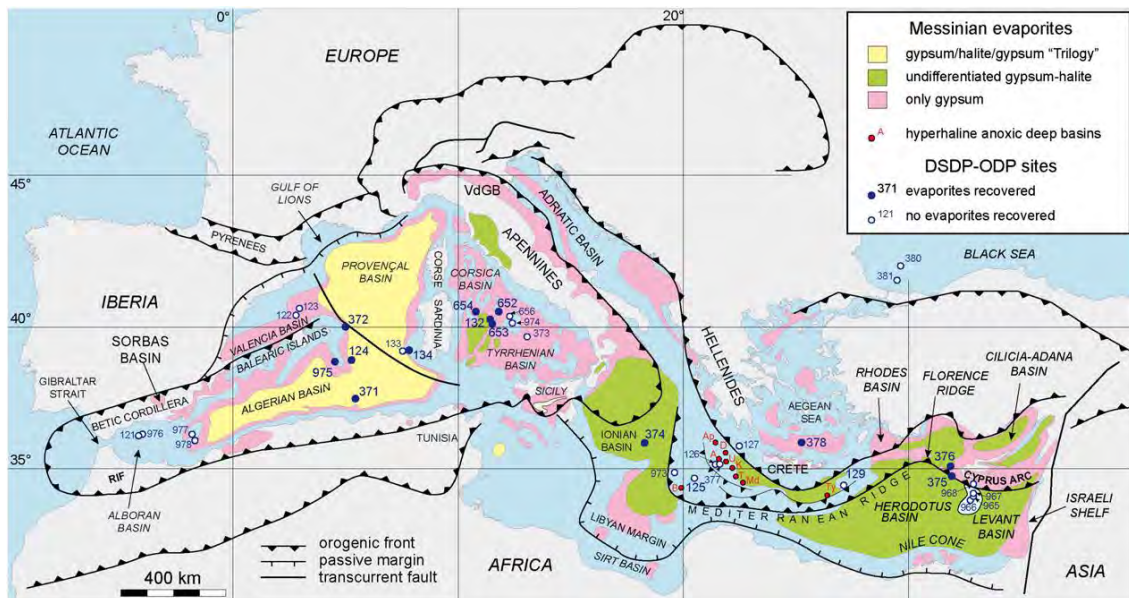 0°
20°
EUROPE
ATLANTIC
OCEAN
45°
40°
35°
GULF OF
LIONS
PYRENEES
IBERIA
PROVENÇAL
BASIN
CORSE
SARDINIA
CORSICA
BASIN
VdGB
APENNINES
ADRIATIC BASIN
HELLENIDES
BLACK SEA
380
381
122
123
VALENCIA BASIN
BALEARIC ISLANDS
SORBAS
BASIN
372
124
975
133
134
371
ALGERIAN BASIN
654
652
132
653
656
974
373
TYRRHENIAN
BASIN
GIBRALTAR
STRAIT
BETIC CORDILLERA
121
976
977
978
RIF
ALBORAN
BASIN
TUNISIA
SICILY
IONIAN
BASIN
374
973
125
126
377
127
Ap
D
A
U
K
Md
B
Ty
AEGEAN
SEA
378
CRETE
129
RHODES
BASIN
FLORENCE
RIDGE
CILICIA-ADANA
BASIN
376
375
CYPRUS ARC
968
967
965
966
HERODOTUS
BASIN
LEVANT
BASIN
ISRAELI
SHELF
NILE CONE
MEDITERRANEAN RIDGE
LIBYAN MARGIN
SIRT BASIN
AFRICA
ASIA
orogenic front
passive margin
transcurrent fault
400 km
Messinian evaporites
gypsum/halite/gypsum “Trilogy”
undifferentiated gypsum-halite
only gypsum
A hyperhaline anoxic deep basins
DSDP-ODP sites
371 evaporites recovered
121 no evaporites recovered